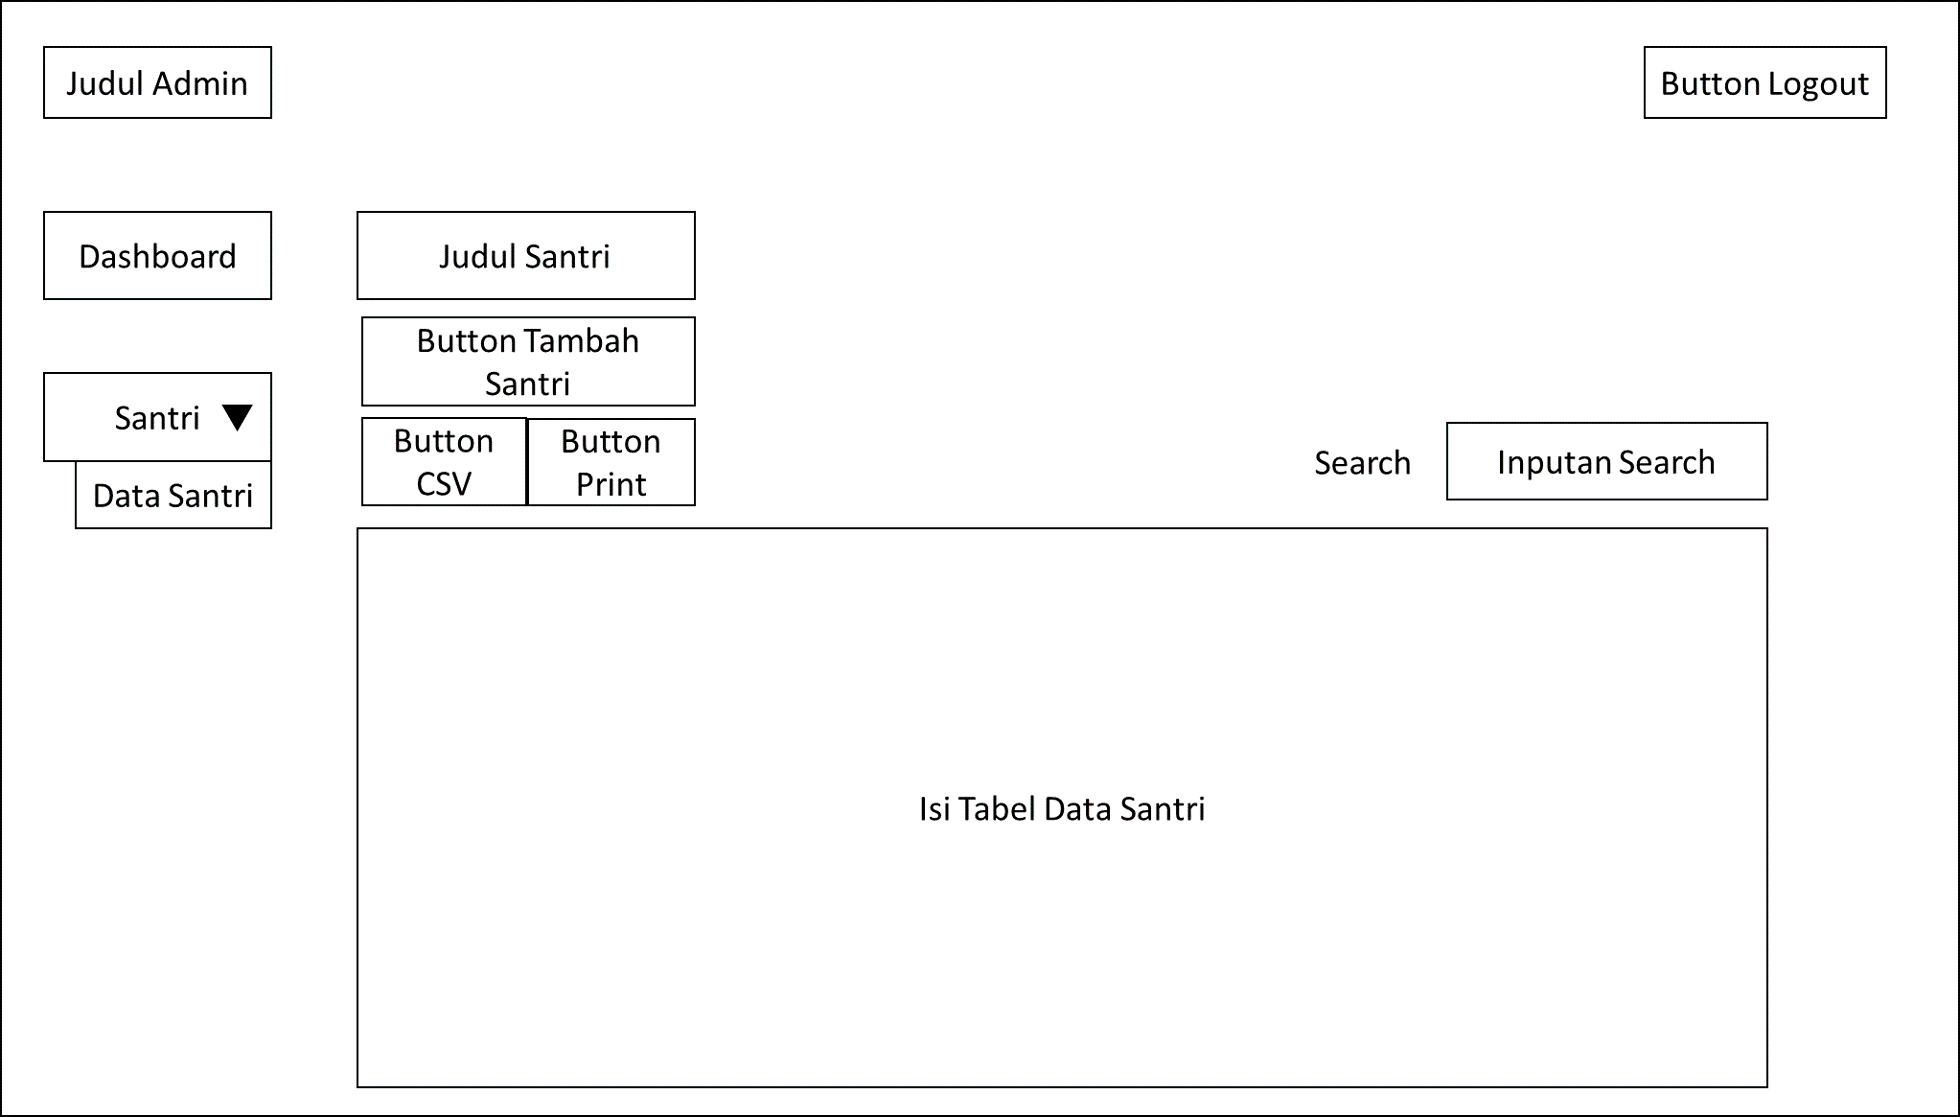 Judul Admin
Button Logout
Dashboard
Judul Santri
Button Tambah
Santri
Santri
Data Santri
Button
CSV
Button
Print
Search
Inputan Search
Isi Tabel Data Santri